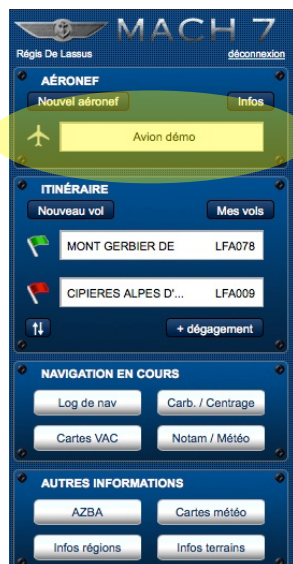 MACH 7
Régis De Lassus déconnexion
AÉRONEF
Nouvel aéronef Infos
Avion démo
ITINÉRAIRE
Nouveau vol Mes vols
MONT GERBIER DE LFA078
CIPIERES ALPES D'... LFA009
+ dégagement
NAVIGATION EN COURS
Log de nav Carb. / Centrage
Cartes VAC Notam / Météo
AUTRES INFORMATIONS
AZBA Cartes météo
Infos régions Infos terrains